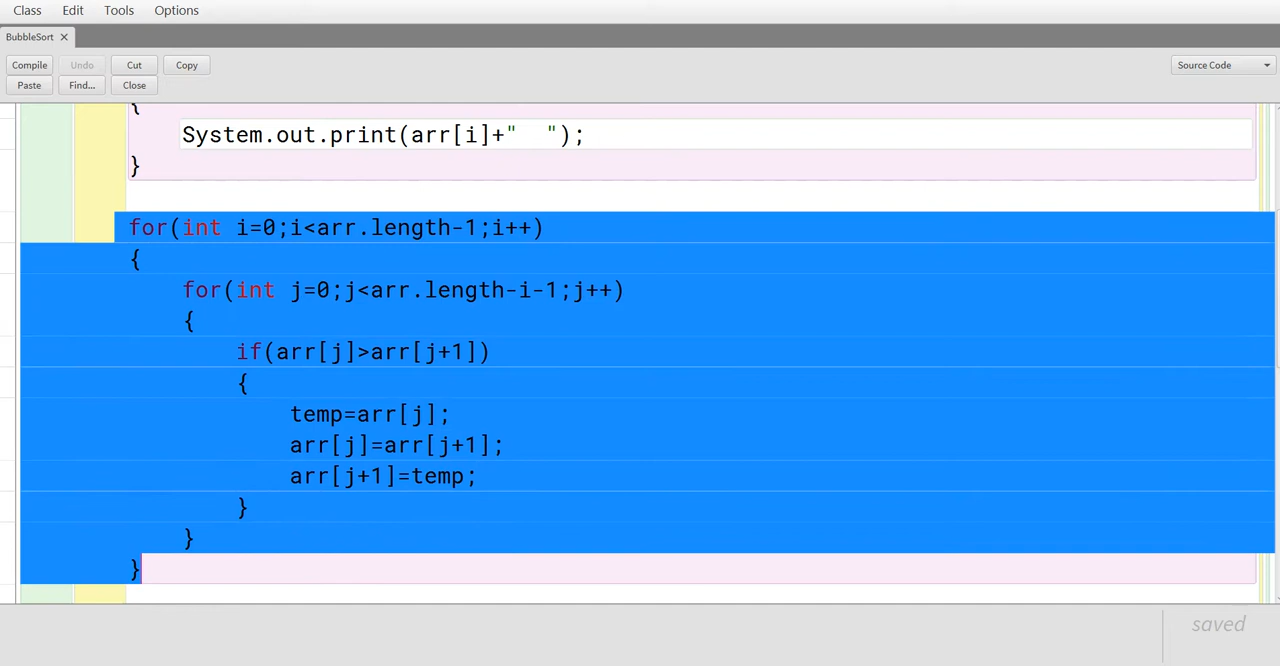 Class Edit Tools Options
BubbleSort ✕
Compile Undo Cut Copy
Source Code
Paste Find... Close
{
System.out.print(arr[i]+"  ");
}
for(int i=0;i<arr.length-1;i++)
{
for(int j=0;j<arr.length-i-1;j++)
{
if(arr[j]>arr[j+1])
{
temp=arr[j];
arr[j]=arr[j+1];
arr[j+1]=temp;
}
}
}
saved